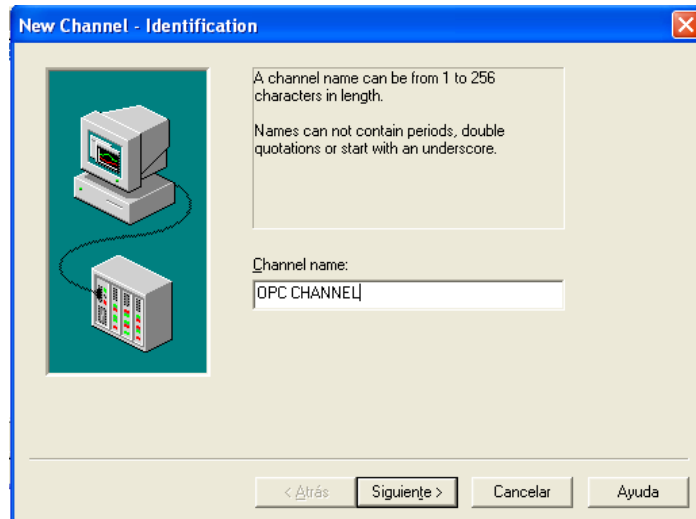 New Channel - Identification
A channel name can be from 1 to 256
characters in length.
Names can not contain periods, double
quotations or start with an underscore.
Channel name:
OPC CHANNEL
< Atrás
Siguiente >
Cancelar
Ayuda